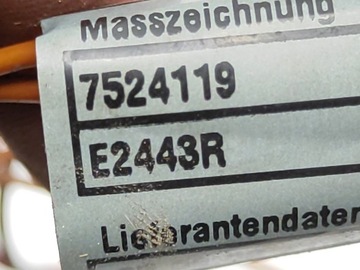 Masszeichnung
7524119
E2443R
Lieferantendaten